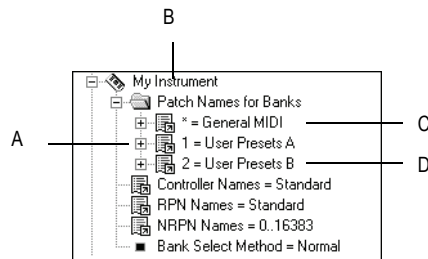 B
My Instrument
Patch Names for Banks
* = General MIDI
C
A
1 = User Presets A
2 = User Presets B
D
Controller Names = Standard
RPN Names = Standard
NRPN Names = 0..16383
Bank Select Method = Normal